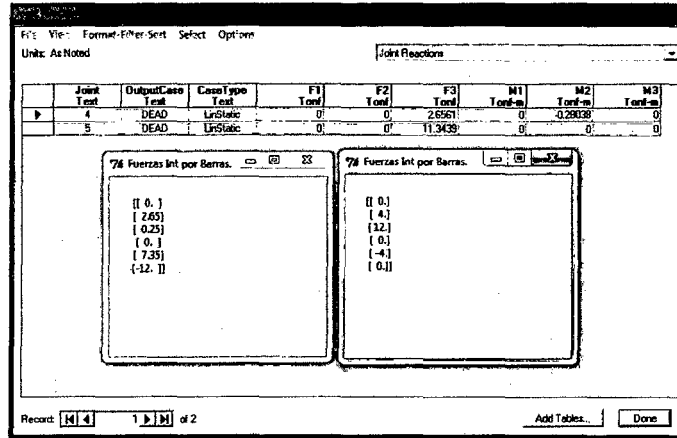 File View Format-Filter-Sort Select Options
Units: As Noted
Joint Reactions
Joint OutputCase CaseType F1 F2 F3 M1 M2 M3
Text Text Text Tonf Tonf Tonf Tonf-m Tonf-m Tonf-m
4 DEAD LinStatic 0 0 2.6561 0 -0.28038 0
5 DEAD LinStatic 0 0 11.3439 0 0 0
Fuerzas Int por Barras.
[[ 0. ]
[ 2.65]
[ 0.25]
[ 0. ]
[ 7.35]
[-12. ]]
Fuerzas Int por Barras.
[[ 0.]
[ 4.]
[12.]
[ 0.]
[ -4.]
[ 0.]]
Record: 1 of 2
Add Tables...
Done